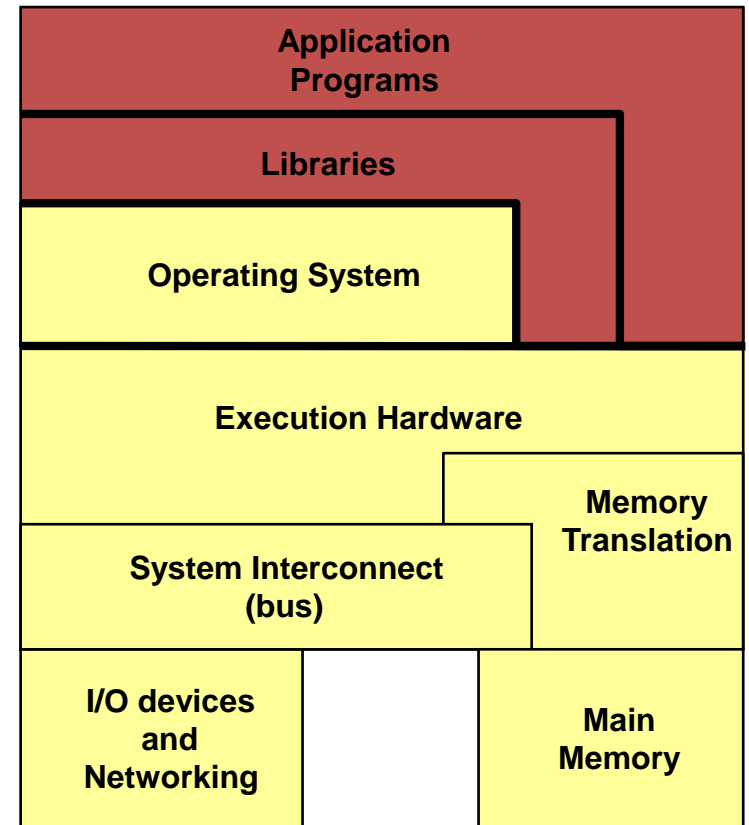 Application
Programs
Libraries
Operating System
Execution Hardware
Memory
Translation
System Interconnect
(bus)
I/O devices
and
Networking
Main
Memory